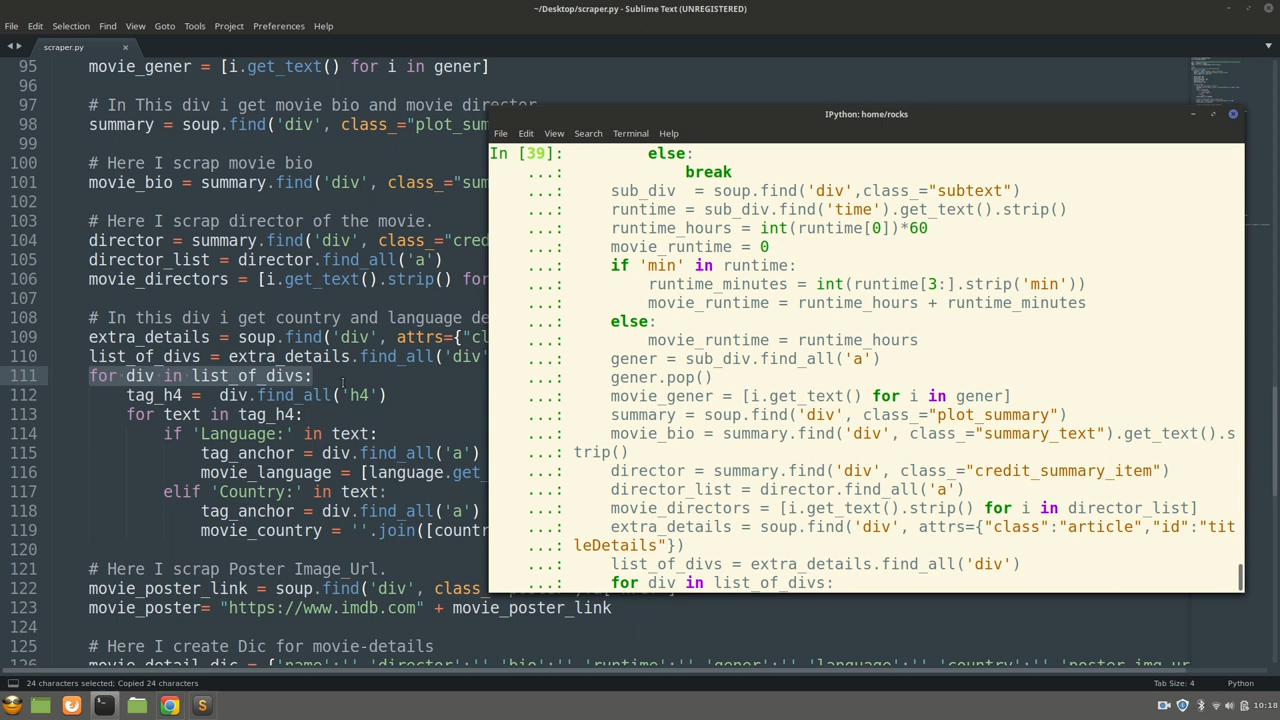 ~/Desktop/scraper.py - Sublime Text (UNREGISTERED)
File Edit Selection Find View Goto Tools Project Preferences Help
scraper.py
95 movie_gener = [i.get_text() for i in gener]
96
97 # In This div i get movie bio and movie director
98 summary = soup.find('div', class_="plot_sum
99
100 # Here I scrap movie bio
101 movie_bio = summary.find('div', class_="sum
102
103 # Here I scrap director of the movie.
104 director = summary.find('div', class_="cred
105 director_list = director.find_all('a')
106 movie_directors = [i.get_text().strip() for
107
108 # In this div i get country and language de
109 extra_details = soup.find('div', attrs={"cl
110 list_of_divs = extra_details.find_all('div'
111 for div in list_of_divs:
112 tag_h4 =  div.find_all('h4')
113 for text in tag_h4:
114 if 'Language:' in text:
115 tag_anchor = div.find_all('a')
116 movie_language = [language.get_
117 elif 'Country:' in text:
118 tag_anchor = div.find_all('a')
119 movie_country = ''.join([countr
120
121 # Here I scrap Poster Image_Url.
122 movie_poster_link = soup.find('div', clas
123 movie_poster= "https://www.imdb.com" + movie_poster_link
124
125 # Here I create Dic for movie-details
126 movie_detail_dic = {'name':'','director':'','bio':'','runtime':'','gener':'','language':'','country':'','poster_img_ur
24 characters selected; Copied 24 characters
Tab Size: 4 Python
IPython: home/rocks
File Edit View Search Terminal Help
In [39]: else:
...: break
...: sub_div  = soup.find('div',class_="subtext")
...: runtime = sub_div.find('time').get_text().strip()
...: runtime_hours = int(runtime[0])*60
...: movie_runtime = 0
...: if 'min' in runtime:
...: runtime_minutes = int(runtime[3:].strip('min'))
...: movie_runtime = runtime_hours + runtime_minutes
...: else:
...: movie_runtime = runtime_hours
...: gener = sub_div.find_all('a')
...: gener.pop()
...: movie_gener = [i.get_text() for i in gener]
...: summary = soup.find('div', class_="plot_summary")
...: movie_bio = summary.find('div', class_="summary_text").get_text().s
...: trip()
...: director = summary.find('div', class_="credit_summary_item")
...: director_list = director.find_all('a')
...: movie_directors = [i.get_text().strip() for i in director_list]
...: extra_details = soup.find('div', attrs={"class":"article","id":"tit
...: leDetails"})
...: list_of_divs = extra_details.find_all('div')
...: for div in list_of_divs:
10:18